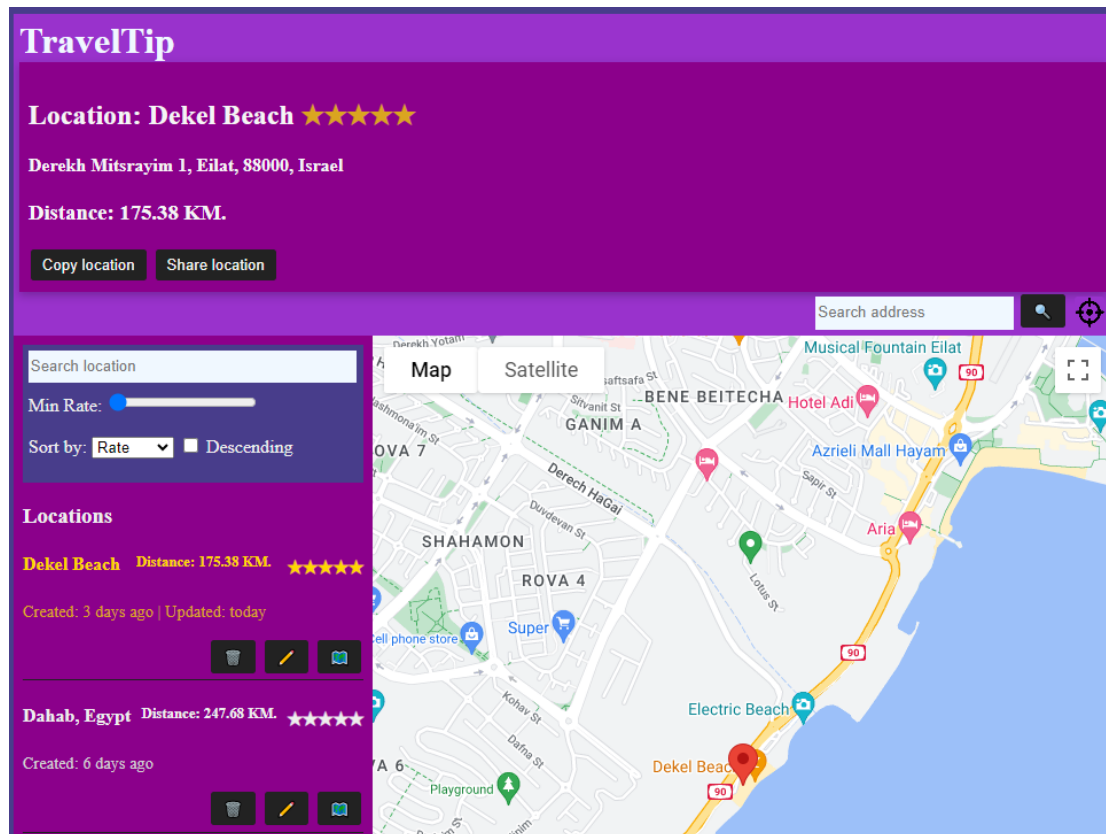 TravelTip
Location: Dekel Beach ★★★★★
Derekh Mitsrayim 1, Eilat, 88000, Israel
Distance: 175.38 KM.
Copy location
Share location
Search address
Search location
Min Rate:
Sort by: Rate Descending
Locations
Dekel Beach Distance: 175.38 KM. ★★★★★
Created: 3 days ago | Updated: today
Dahab, Egypt Distance: 247.68 KM. ★★★★★
Created: 6 days ago
Map
Satellite
Derekh Yotam
Musical Fountain Eilat
90
saftsafa St
Sitvanit St
BENE BEITECHA
Hotel Adi
GANIM A
Azrieli Mall Hayam
OVA 7
Derech HaGai
Sapir St
Duvdevan St
Aria
SHAHAMON
ROVA 4
Lotus St
Super
Cell phone store
90
Kohav St
Electric Beach
Dafna St
VA 6
Dekel Beac
Playground
90